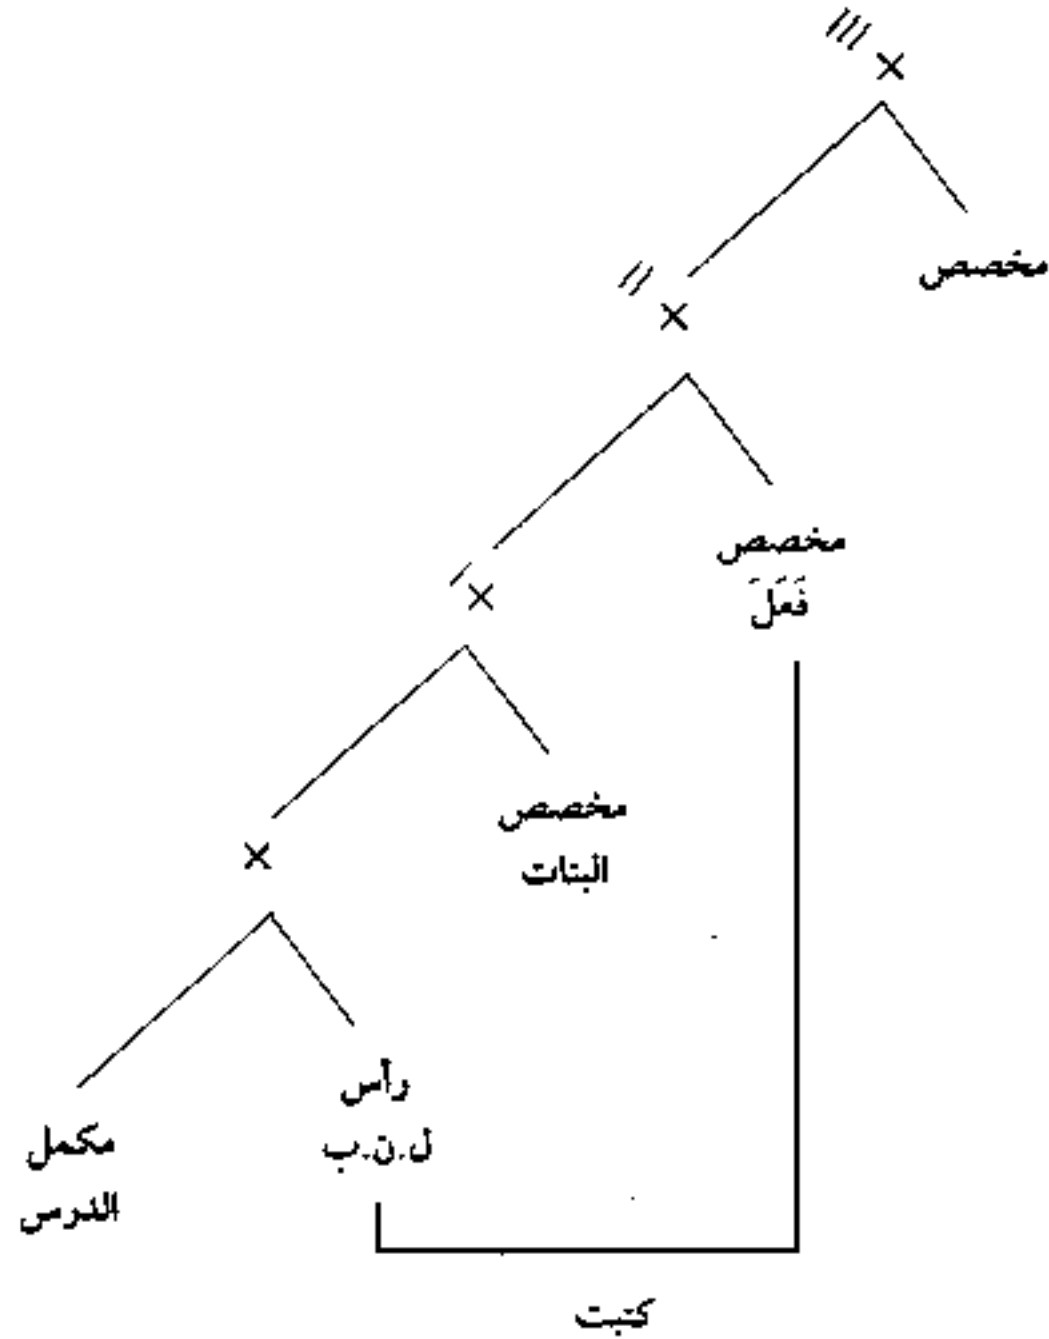 /// ×
مخصص
// ×
مخصص
فَعَلَ
/ ×
مخصص
البنات
×
رأس
ل.ن.ب
مكمل
الدرس
كتبت